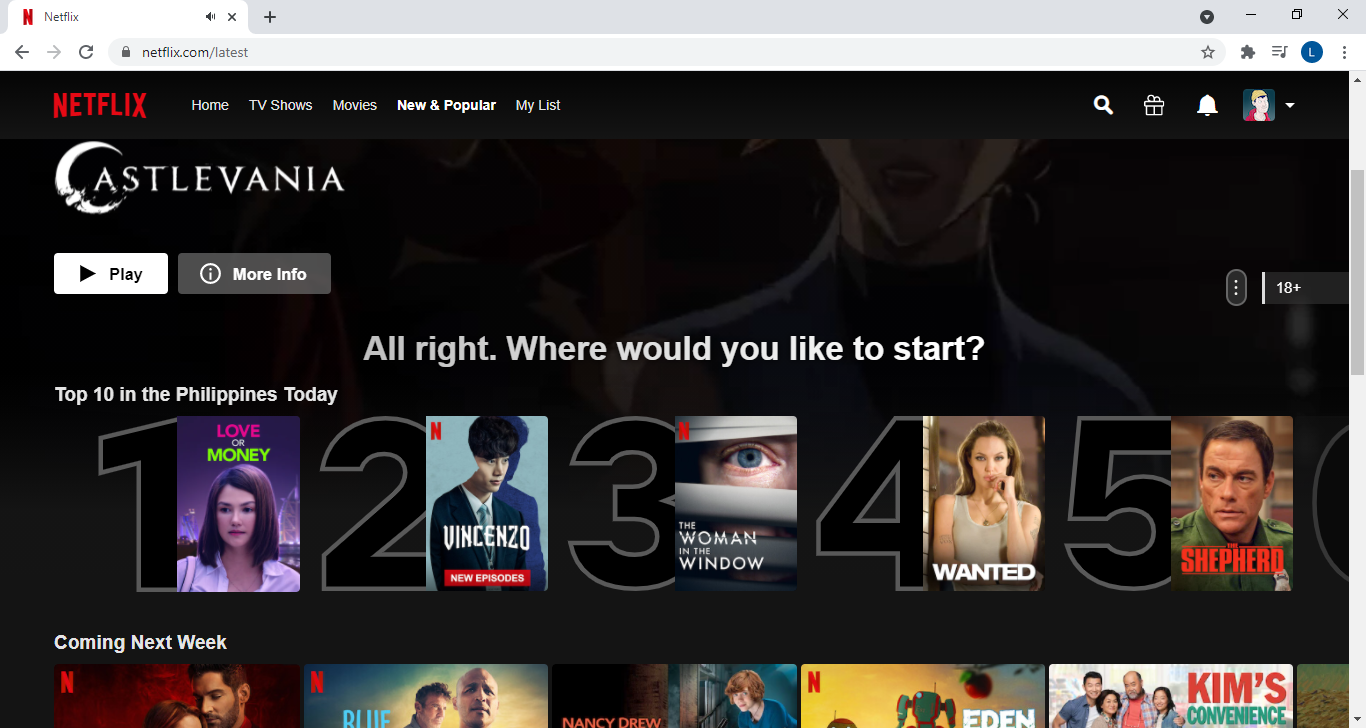 Netflix
netflix.com/latest
L
NETFLIX
Home TV Shows Movies New & Popular My List
CASTLEVANIA
Play More Info
18+
All right. Where would you like to start?
Top 10 in the Philippines Today
1 LOVE OR MONEY
2 N VINCENZO NEW EPISODES
3 N THE WOMAN IN THE WINDOW
4 WANTED
5 THE SHEPHERD
Coming Next Week
N
N BLUE
NANCY DREW
N EDEN
KIM'S CONVENIENCE